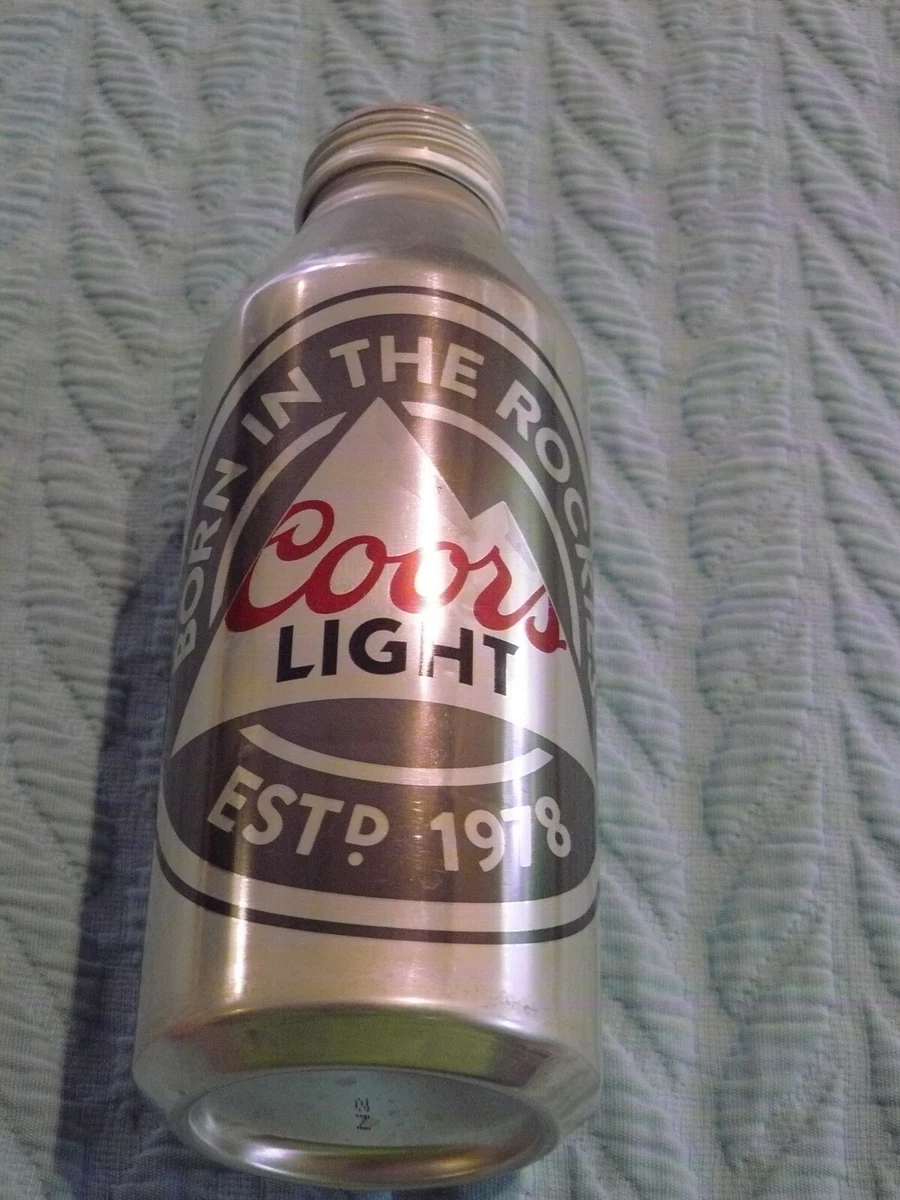 BORN IN THE ROCKIES
Coors
LIGHT
ESTD. 1978